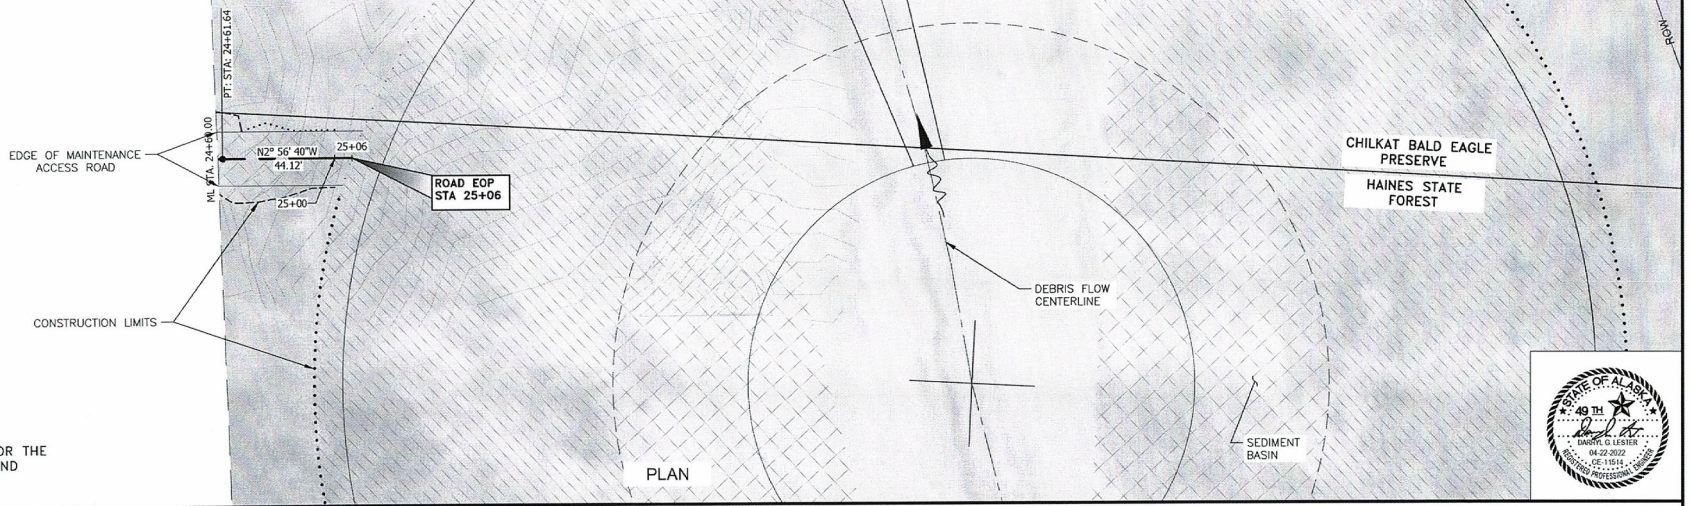 PT: STA: 24+61.64
ROW
ML STA. 24+60.00
EDGE OF MAINTENANCE
ACCESS ROAD
N2° 56' 40"W
44.12'
25+06
25+00
ROAD EOP
STA 25+06
CHILKAT BALD EAGLE
PRESERVE
HAINES STATE
FOREST
DEBRIS FLOW
CENTERLINE
CONSTRUCTION LIMITS
OR THE
ND
PLAN
SEDIMENT
BASIN
STATE OF ALASKA
49 TH
DARRYL G. LESTER
04-22-2022
CE-11514
REGISTERED PROFESSIONAL ENGINEER